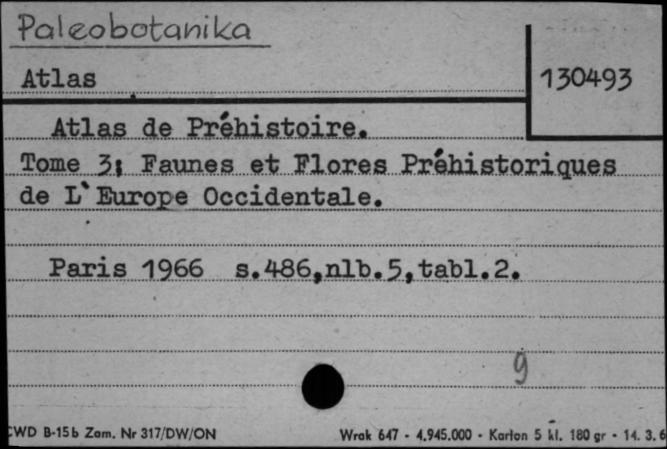 Paleobotanika
Atlas
130493
Atlas de Préhistoire.
Tome 3; Faunes et Flores Préhistoriques
de L`Europe Occidentale.
Paris 1966 s.486,nlb.5,tabl.2.
9
CWD B-15b Zam. Nr 317/DW/ON
Wrak 647 - 4.945.000 - Karton 5 kl. 180 gr - 14. 3. 6